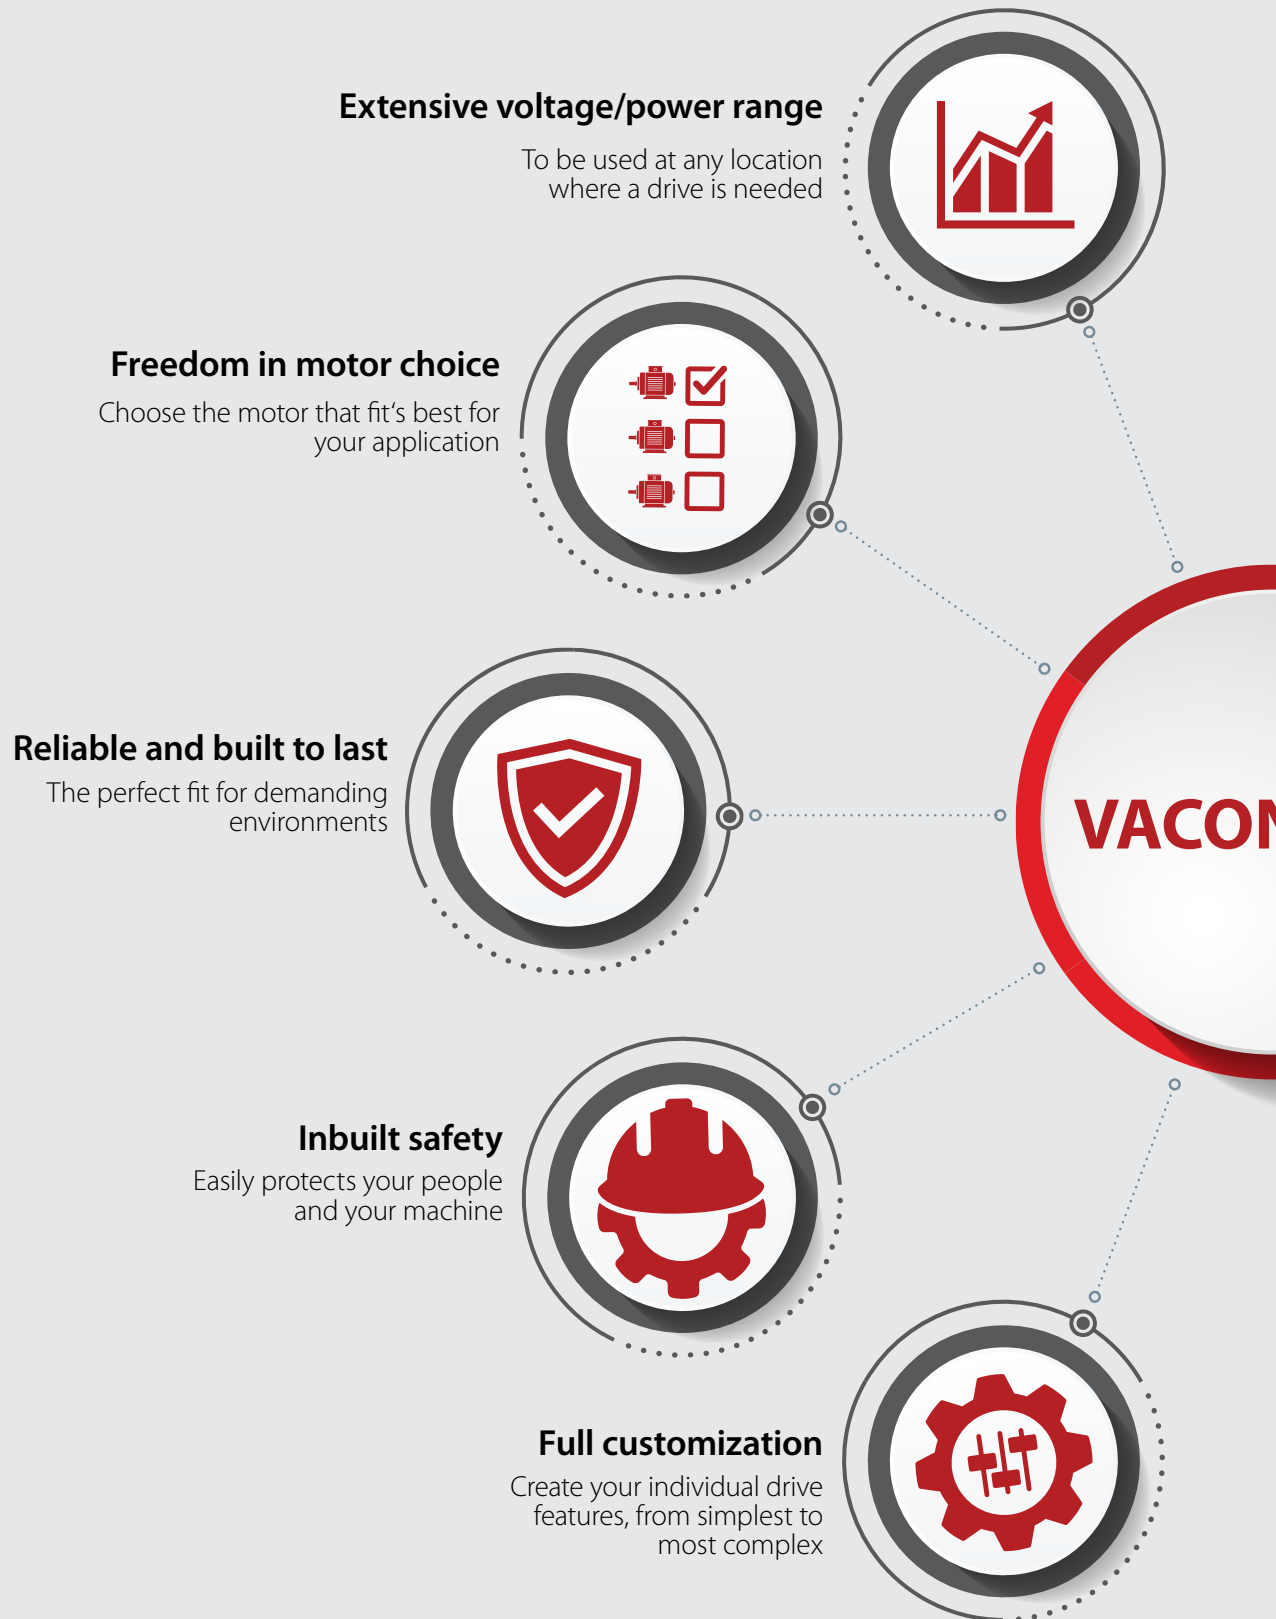 Extensive voltage/power range
To be used at any location
where a drive is needed
Freedom in motor choice
Choose the motor that fit‘s best for
your application
Reliable and built to last
The perfect fit for demanding
environments
VACON
Inbuilt safety
Easily protects your people
and your machine
Full customization
Create your individual drive
features, from simplest to
most complex